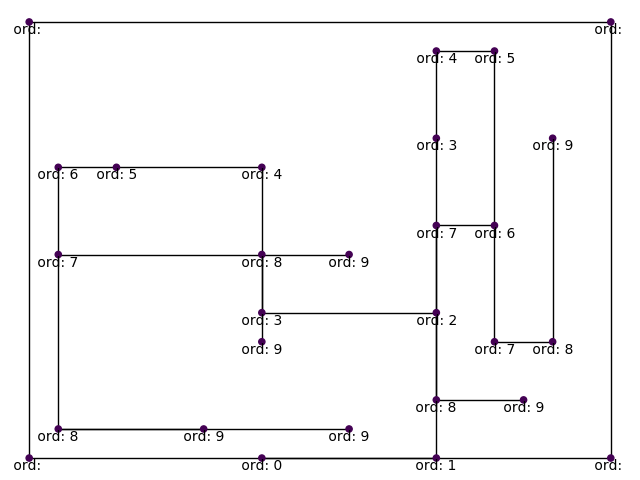 ord: ord:
ord: 4 ord: 5
ord: 3 ord: 9
ord: 6 ord: 5 ord: 4
ord: 7 ord: 6
ord: 7 ord: 8 ord: 9
ord: 3 ord: 2
ord: 9 ord: 7 ord: 8
ord: 8 ord: 9
ord: 8 ord: 9 ord: 9
ord: ord: 0 ord: 1 ord: